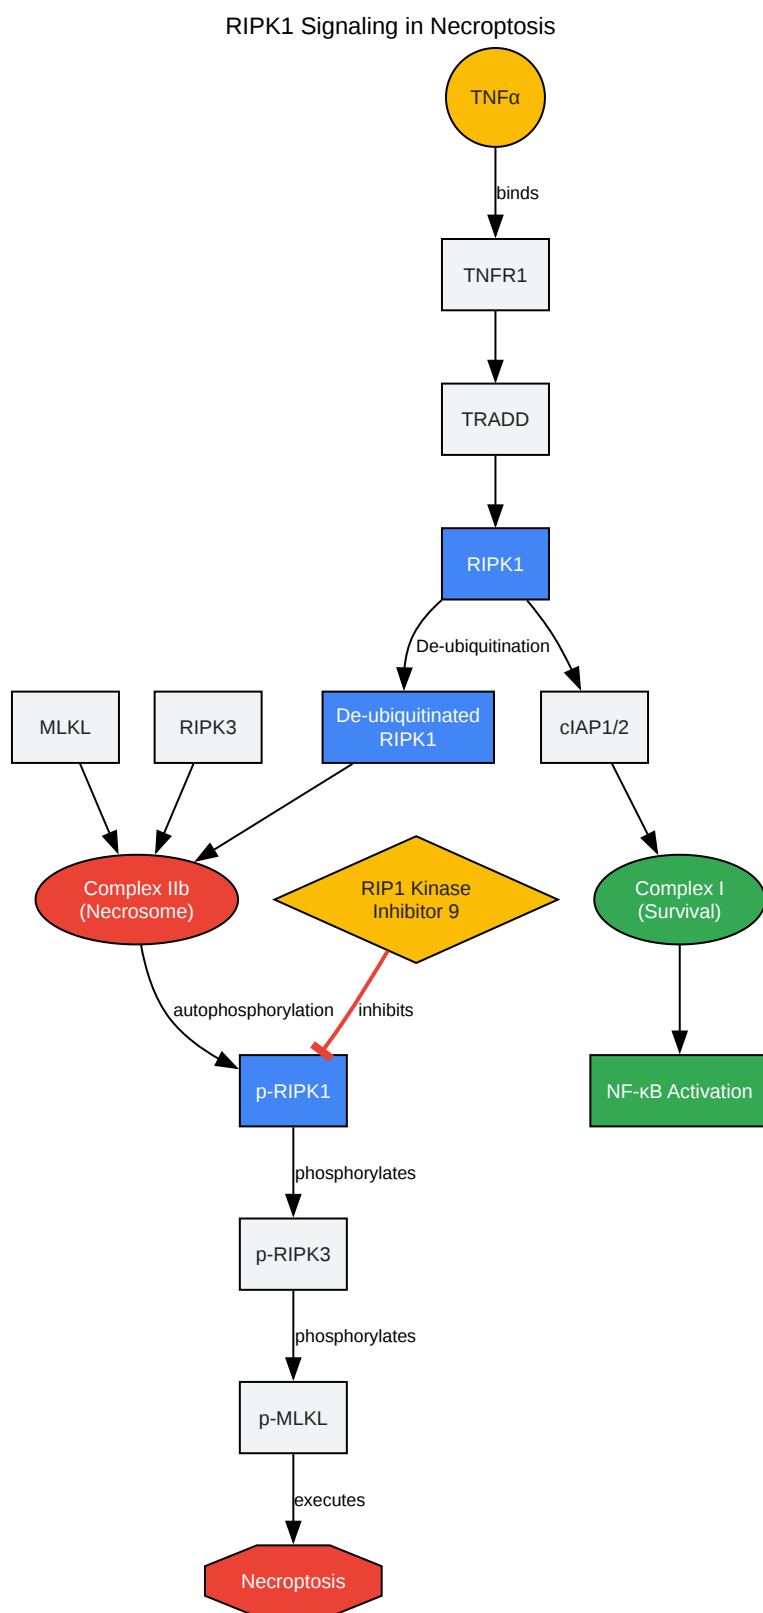 RIPK1 Signaling in Necroptosis
TNFα
binds
TNFR1
TRADD
RIPK1
De-ubiquitination
MLKL
RIPK3
De-ubiquitinated
RIPK1
cIAP1/2
Complex IIb
(Necrosome)
RIP1 Kinase
Inhibitor 9
Complex I
(Survival)
autophosphorylation
inhibits
p-RIPK1
NF-κB Activation
phosphorylates
p-RIPK3
phosphorylates
p-MLKL
executes
Necroptosis